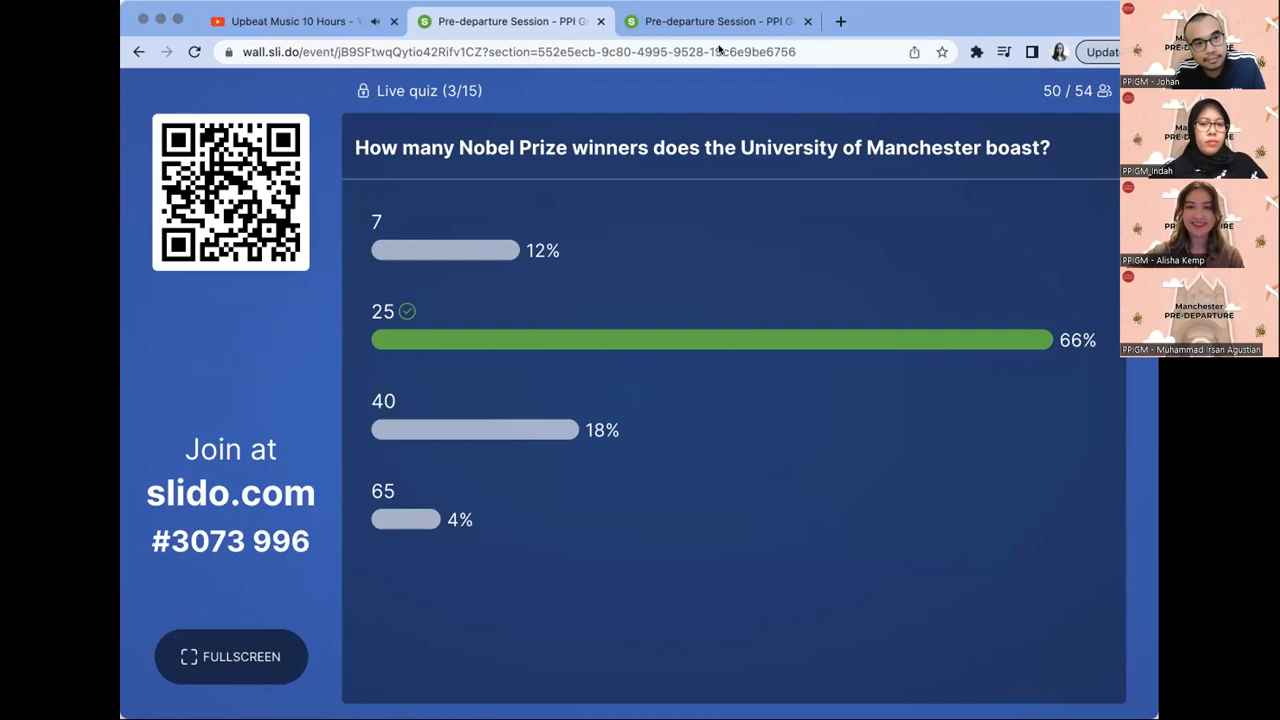 Upbeat Music 10 Hours -
Pre-departure Session - PPI G
Pre-departure Session - PPI G
wall.sli.do/event/jB9SFtwqQytio42Rifv1CZ?section=552e5ecb-9c80-4995-9528-19c6e9be6756
Updat
Live quiz (3/15)
50 / 54
How many Nobel Prize winners does the University of Manchester boast?
7
12%
25
66%
40
18%
65
4%
Join at
slido.com
#3073 996
FULLSCREEN
PPIGM - Johan
PPIGM_Indah
PPIGM - Alisha Kemp
Manchester
PRE-DEPARTURE
PPIGM - Muhammad Irsan Agustian